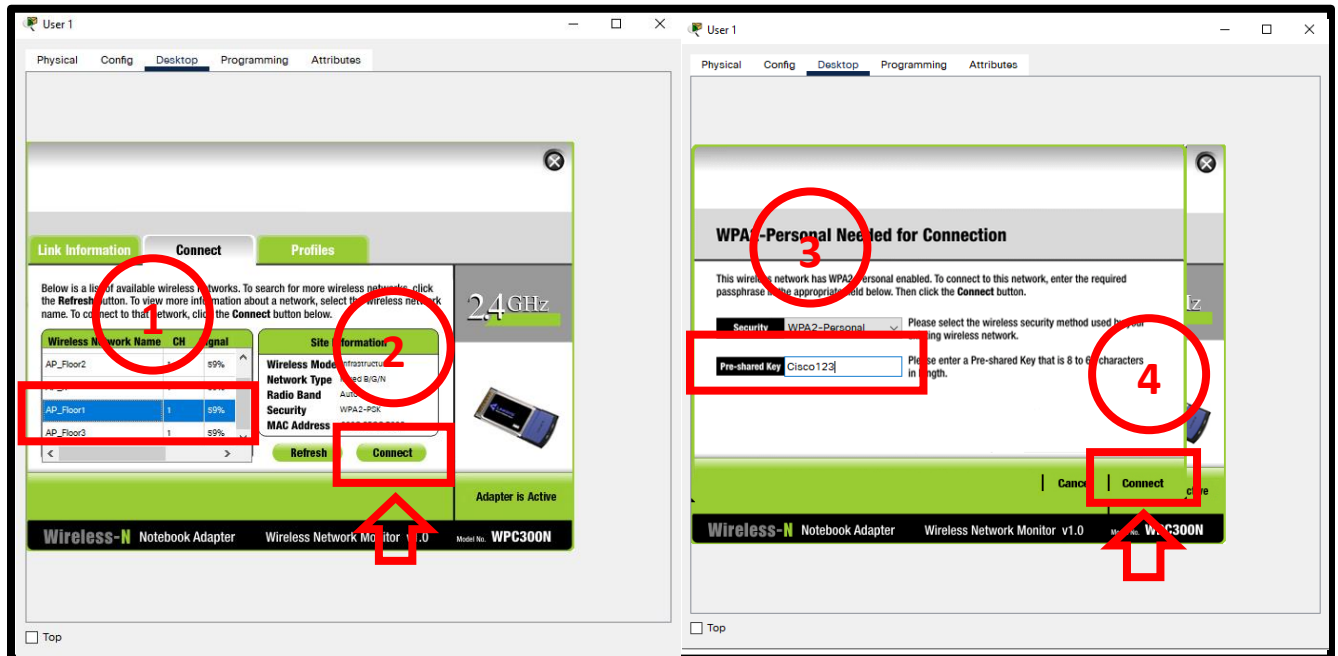 User 1
Physical Config Desktop Programming Attributes
Link Information Connect Profiles
Below is a list of available wireless networks. To search for more wireless networks, click
the Refresh button. To view more information about a network, select the wireless network
name. To connect to that network, click the Connect button below.
1
2
Wireless Network Name CH Signal
AP_Floor2 59%
AP_Floor1 1 59%
AP_Floor3 1 59%
Site Information
Wireless Mode Infrastructure
Network Type Mixed B/G/N
Radio Band Auto
Security WPA2-PSK
MAC Address
Refresh Connect
2.4GHz
Adapter is Active
Wireless-N Notebook Adapter Wireless Network Monitor v1.0 Model No. WPC300N
Top
User 1
Physical Config Desktop Programming Attributes
3
WPA2-Personal Needed for Connection
This wireless network has WPA2-Personal enabled. To connect to this network, enter the required
passphrase in the appropriate field below. Then click the Connect button.
Security WPA2-Personal Please select the wireless security method used by your
existing wireless network.
Pre-shared Key Cisco123 Please enter a Pre-shared Key that is 8 to 63 characters
in length.
4
Cancel Connect
Wireless-N Notebook Adapter Wireless Network Monitor v1.0 Model No. WPC300N
Top